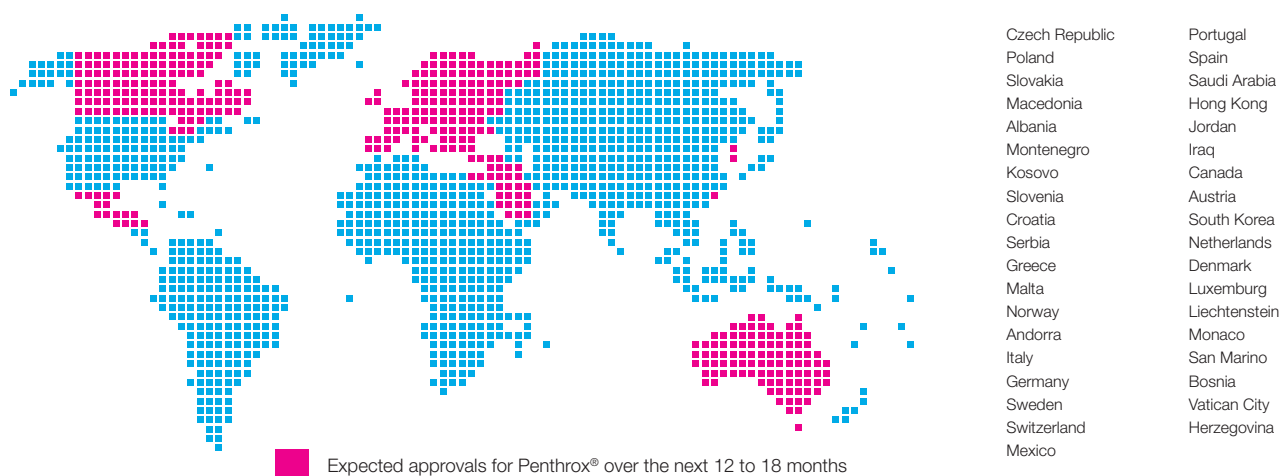 Czech Republic
Poland
Slovakia
Macedonia
Albania
Montenegro
Kosovo
Slovenia
Croatia
Serbia
Greece
Malta
Norway
Andorra
Italy
Germany
Sweden
Switzerland
Mexico
Portugal
Spain
Saudi Arabia
Hong Kong
Jordan
Iraq
Canada
Austria
South Korea
Netherlands
Denmark
Luxemburg
Liechtenstein
Monaco
San Marino
Bosnia
Vatican City
Herzegovina
Expected approvals for Penthrox® over the next 12 to 18 months